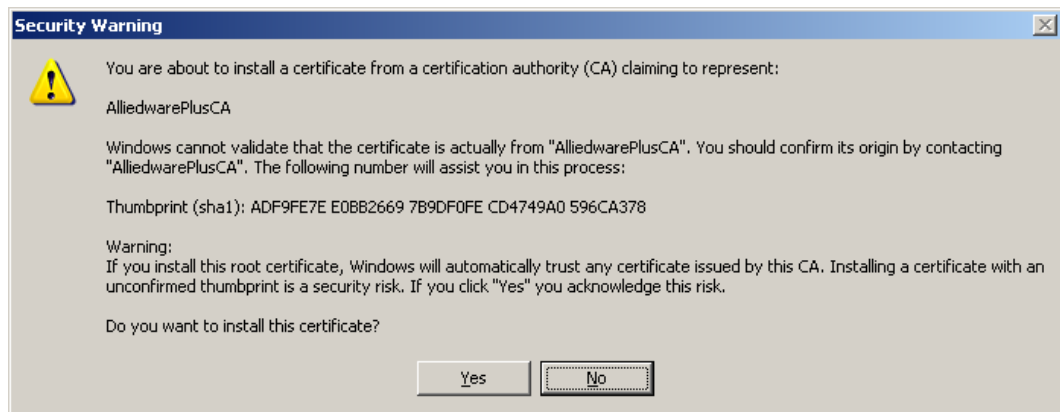 Security Warning
You are about to install a certificate from a certification authority (CA) claiming to represent:
AlliedwarePlusCA
Windows cannot validate that the certificate is actually from "AlliedwarePlusCA". You should confirm its origin by contacting
"AlliedwarePlusCA". The following number will assist you in this process:
Thumbprint (sha1): ADF9FE7E E0BB2669 7B9DF0FE CD4749A0 596CA378
Warning:
If you install this root certificate, Windows will automatically trust any certificate issued by this CA. Installing a certificate with an
unconfirmed thumbprint is a security risk. If you click "Yes" you acknowledge this risk.
Do you want to install this certificate?
Yes
No